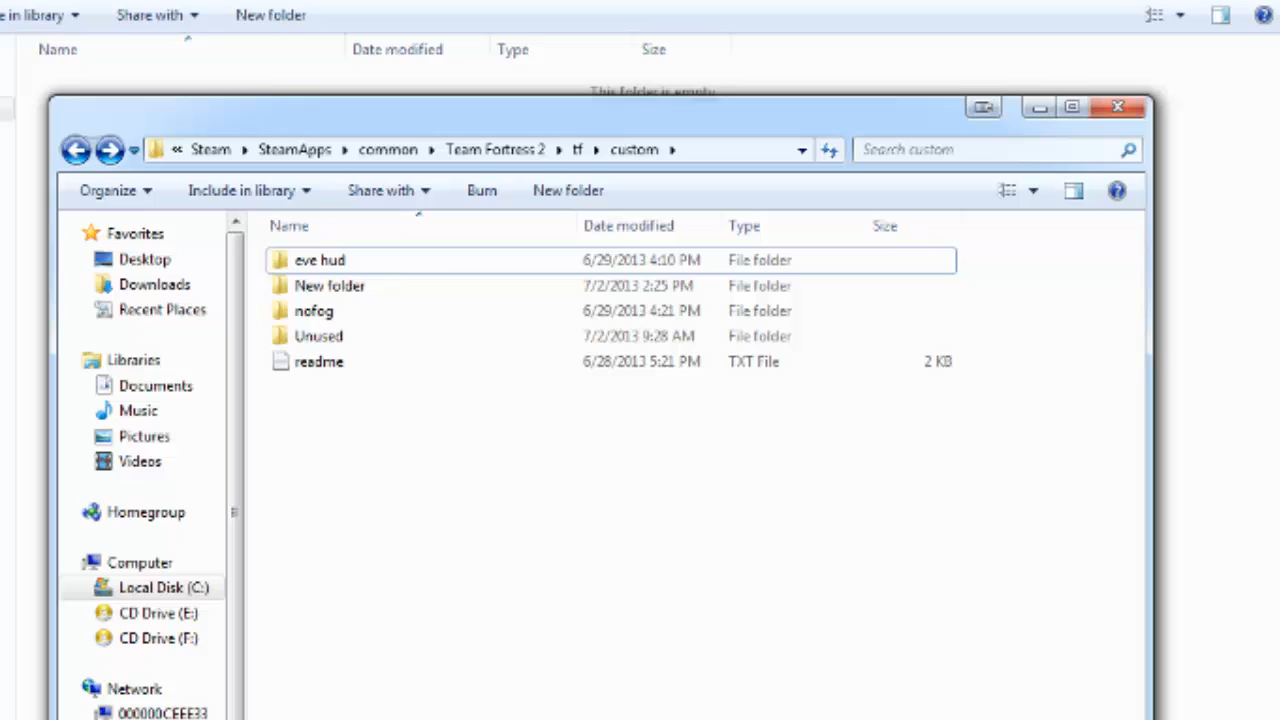 e in library Share with New folder
Name Date modified Type Size
This folder is empty.
« Steam SteamApps common Team Fortress 2 tf custom Search custom
Organize Include in library Share with Burn New folder
Name Date modified Type Size
Favorites
Desktop
Downloads
Recent Places
Libraries
Documents
Music
Pictures
Videos
Homegroup
Computer
Local Disk (C:)
CD Drive (E:)
CD Drive (F:)
Network
000000CEEE33
eve hud 6/29/2013 4:10 PM File folder
New folder 7/2/2013 2:25 PM File folder
nofog 6/29/2013 4:21 PM File folder
Unused 7/2/2013 9:28 AM File folder
readme 6/28/2013 5:21 PM TXT File 2 KB